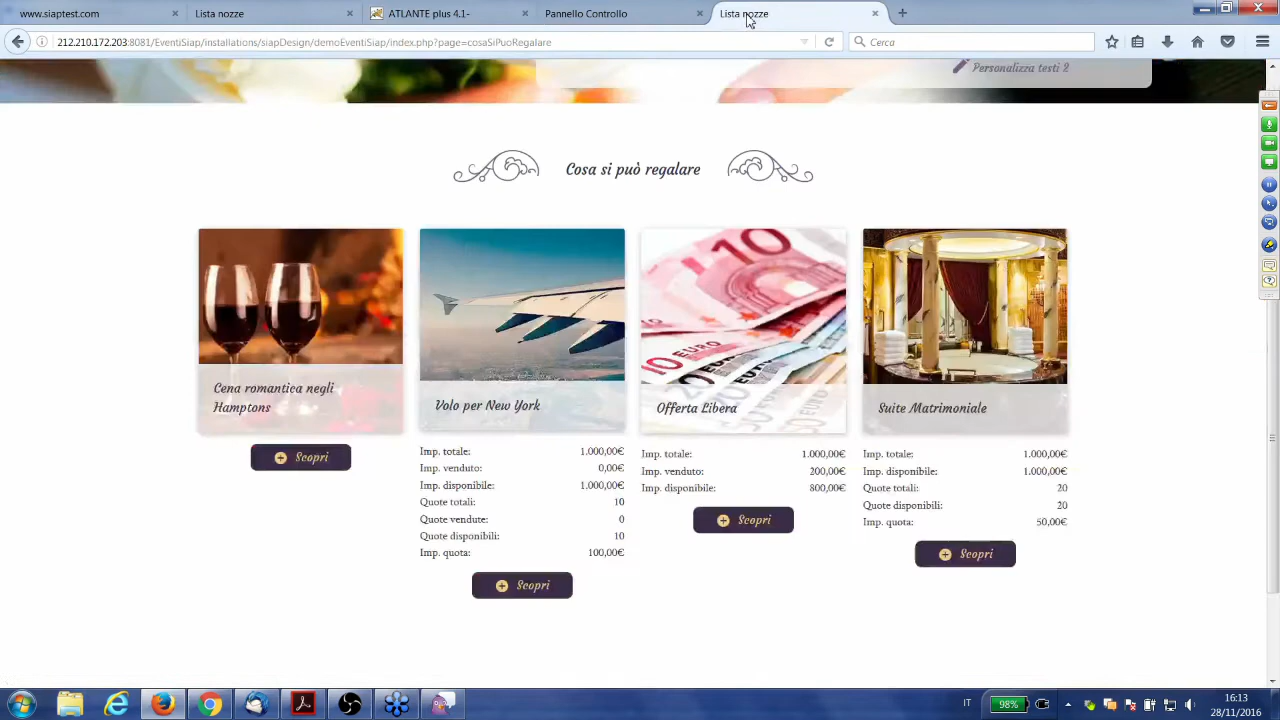 www.siaptest.com
Lista nozze
ATLANTE plus 4.1-
Pannello Controllo
Lista nozze
212.210.172.203:8081/EventiSiap/installations/siapDesign/demoEventiSiap/index.php?page=cosaSiPuoRegalare
Cerca
Personalizza testi 2
Cosa si può regalare
Cena romantica negli
Hamptons
Scopri
Volo per New York
Imp. totale: 1.000,00€
Imp. venduto: 0,00€
Imp. disponibile: 1.000,00€
Quote totali: 10
Quote vendute: 0
Quote disponibili: 10
Imp. quota: 100,00€
Scopri
10
10 EURO
Offerta Libera
Imp. totale: 1.000,00€
Imp. venduto: 200,00€
Imp. disponibile: 800,00€
Scopri
Suite Matrimoniale
Imp. totale: 1.000,00€
Imp. disponibile: 1.000,00€
Quote totali: 20
Quote disponibili: 20
Imp. quota: 50,00€
Scopri
IT
98%
16:13
28/11/2016